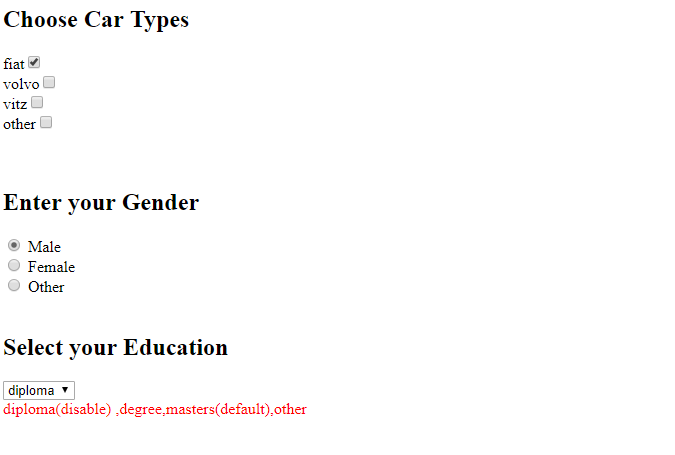 Choose Car Types
fiat
volvo
vitz
other
Enter your Gender
Male
Female
Other
Select your Education
diploma
diploma(disable) ,degree,masters(default),other